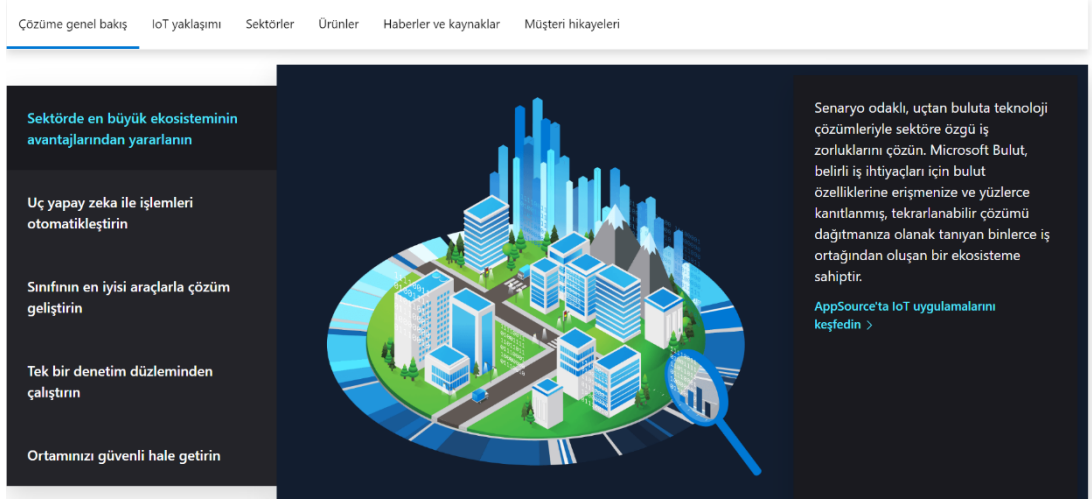 Çözüme genel bakış IoT yaklaşımı Sektörler Ürünler Haberler ve kaynaklar Müşteri hikayeleri
Sektörde en büyük ekosisteminin
avantajlarından yararlanın
Uç yapay zeka ile işlemleri
otomatikleştirin
Sınıfının en iyisi araçlarla çözüm
geliştirin
Tek bir denetim düzleminden
çalıştırın
Ortamınızı güvenli hale getirin
Senaryo odaklı, uçtan buluta teknoloji
çözümleriyle sektöre özgü iş
zorluklarını çözün. Microsoft Bulut,
belirli iş ihtiyaçları için bulut
özelliklerine erişmenize ve yüzlerce
kanıtlanmış, tekrarlanabilir çözümü
dağıtmanıza olanak tanıyan binlerce iş
ortağından oluşan bir ekosisteme
sahiptir.
AppSource'ta IoT uygulamalarını
keşfedin >